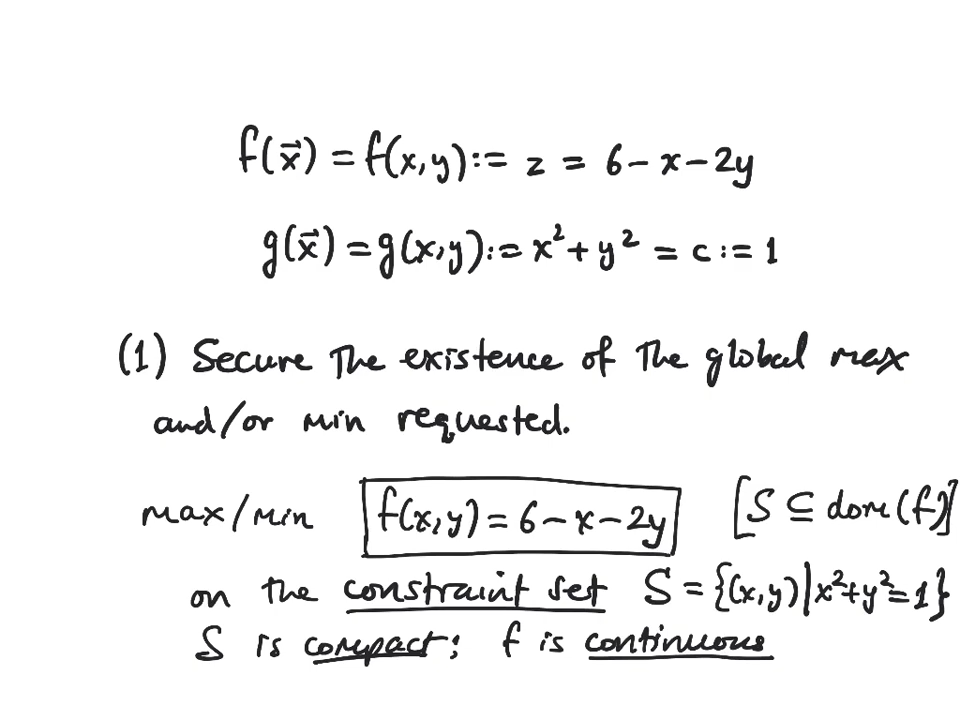 f(x⃗) = f(x,y) := z = 6 - x - 2y
g(x⃗) = g(x,y) := x² + y² = c := 1
(1) Secure the existence of the global max
and/or min requested.
max/min f(x,y) = 6 - x - 2y [S ⊆ dom(f)]
on the constraint set S = {(x,y) | x² + y² = 1}
S is compact; f is continuous